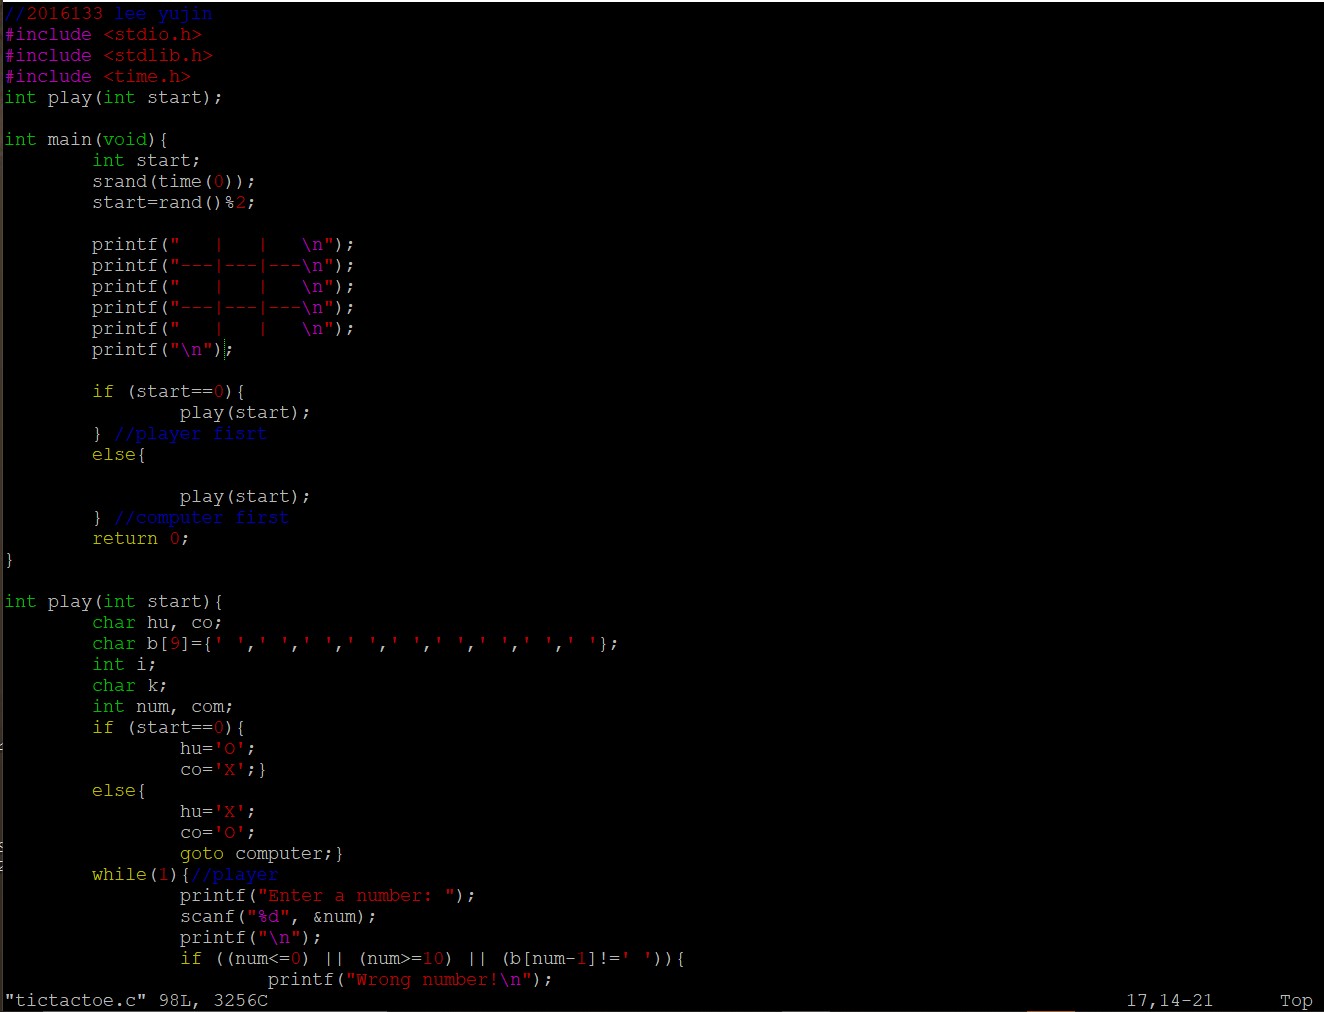 //2016133 lee yujin
#include <stdio.h>
#include <stdlib.h>
#include <time.h>
int play(int start);

int main(void){
        int start;
        srand(time(0));
        start=rand()%2;

        printf("   |   |   \n");
        printf("---|---|---\n");
        printf("   |   |   \n");
        printf("---|---|---\n");
        printf("   |   |   \n");
        printf("\n");

        if (start==0){
                play(start);
        } //player fisrt
        else{

                play(start);
        } //computer first
        return 0;
}

int play(int start){
        char hu, co;
        char b[9]={' ',' ',' ',' ',' ',' ',' ',' ',' '};
        int i;
        char k;
        int num, com;
        if (start==0){
                hu='O';
                co='X';}
        else{
                hu='X';
                co='O';
                goto computer;}
        while(1){//player
                printf("Enter a number: ");
                scanf("%d", &num);
                printf("\n");
                if ((num<=0) || (num>=10) || (b[num-1]!=' ')){
                        printf("Wrong number!\n");
"tictactoe.c" 98L, 3256C 17,14-21 Top